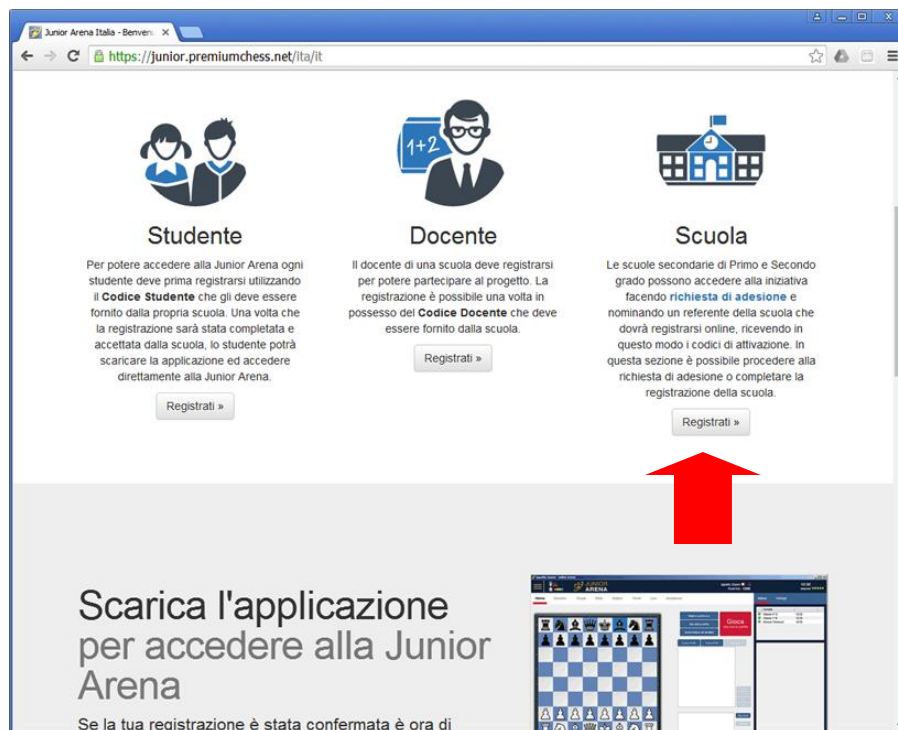 Junior Arena Italia - Benven
https://junior.premiumchess.net/ita/it
1+2
Studente
Per potere accedere alla Junior Arena ogni
studente deve prima registrarsi utilizzando
il Codice Studente che gli deve essere
fornito dalla propria scuola. Una volta che
la registrazione sarà stata completata e
accettata dalla scuola, lo studente potrà
scaricare la applicazione ed accedere
direttamente alla Junior Arena.
Registrati »
Docente
Il docente di una scuola deve registrarsi
per potere partecipare al progetto. La
registrazione è possibile una volta in
possesso del Codice Docente che deve
essere fornito dalla scuola.
Registrati »
Scuola
Le scuole secondarie di Primo e Secondo
grado possono accedere alla iniziativa
facendo richiesta di adesione e
nominando un referente della scuola che
dovrà registrarsi online, ricevendo in
questo modo i codici di attivazione. In
questa sezione è possibile procedere alla
richiesta di adesione o completare la
registrazione della scuola.
Registrati »
Scarica l'applicazione
per accedere alla Junior
Arena
Se la tua registrazione è stata confermata è ora di
JUNIOR
ARENA
Gioca